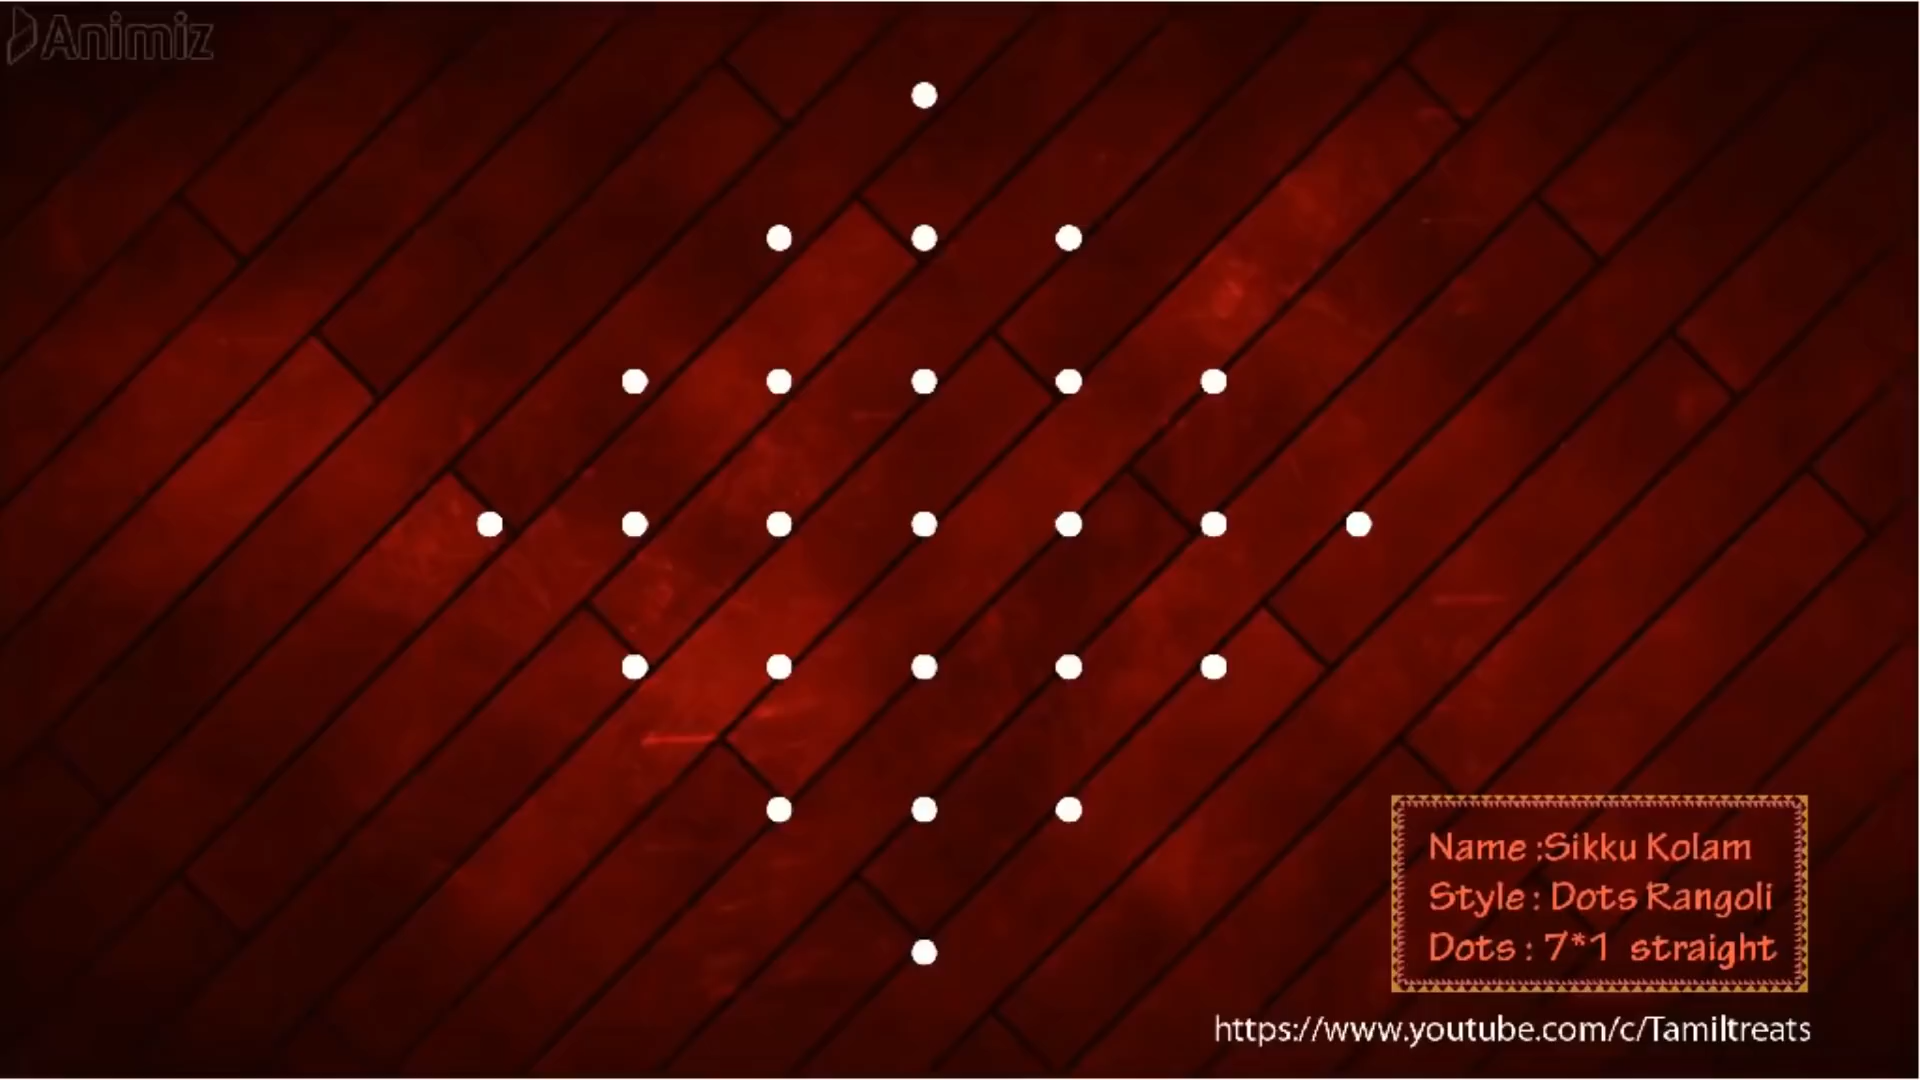 Animiz
Name :Sikku Kolam
Style : Dots Rangoli
Dots : 7*1 straight
https://www.youtube.com/c/Tamiltreats